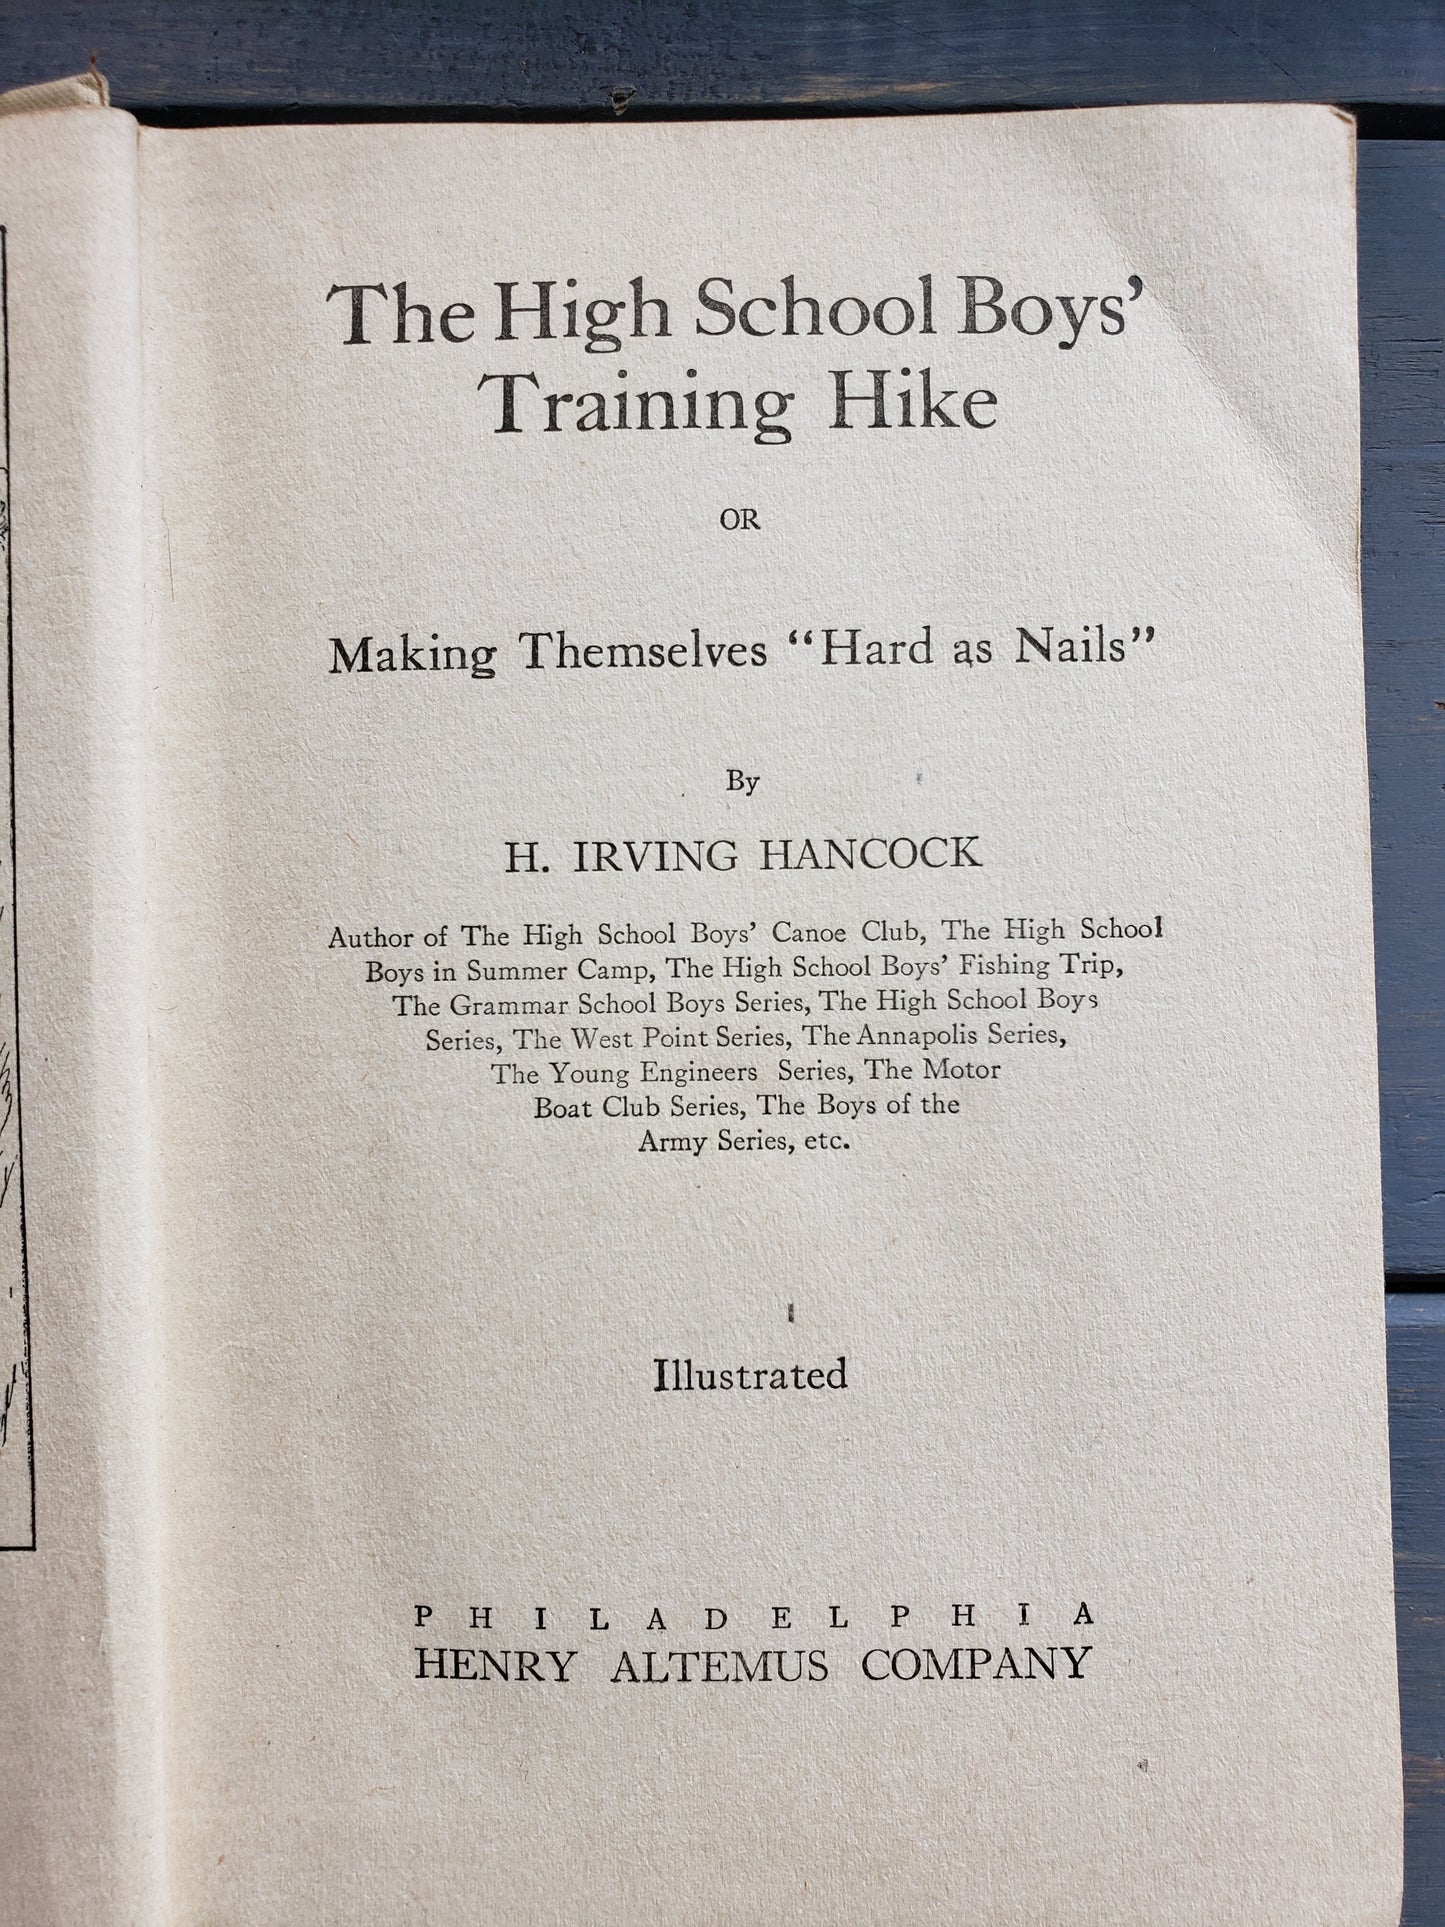 The High School Boys’
Training Hike
OR
Making Themselves “Hard as Nails”
By
H. IRVING HANCOCK
Author of The High School Boys’ Canoe Club, The High School
Boys in Summer Camp, The High School Boys’ Fishing Trip,
The Grammar School Boys Series, The High School Boys
Series, The West Point Series, The Annapolis Series,
The Young Engineers Series, The Motor
Boat Club Series, The Boys of the
Army Series, etc.
Illustrated
PHILADELPHIA
HENRY ALTEMUS COMPANY